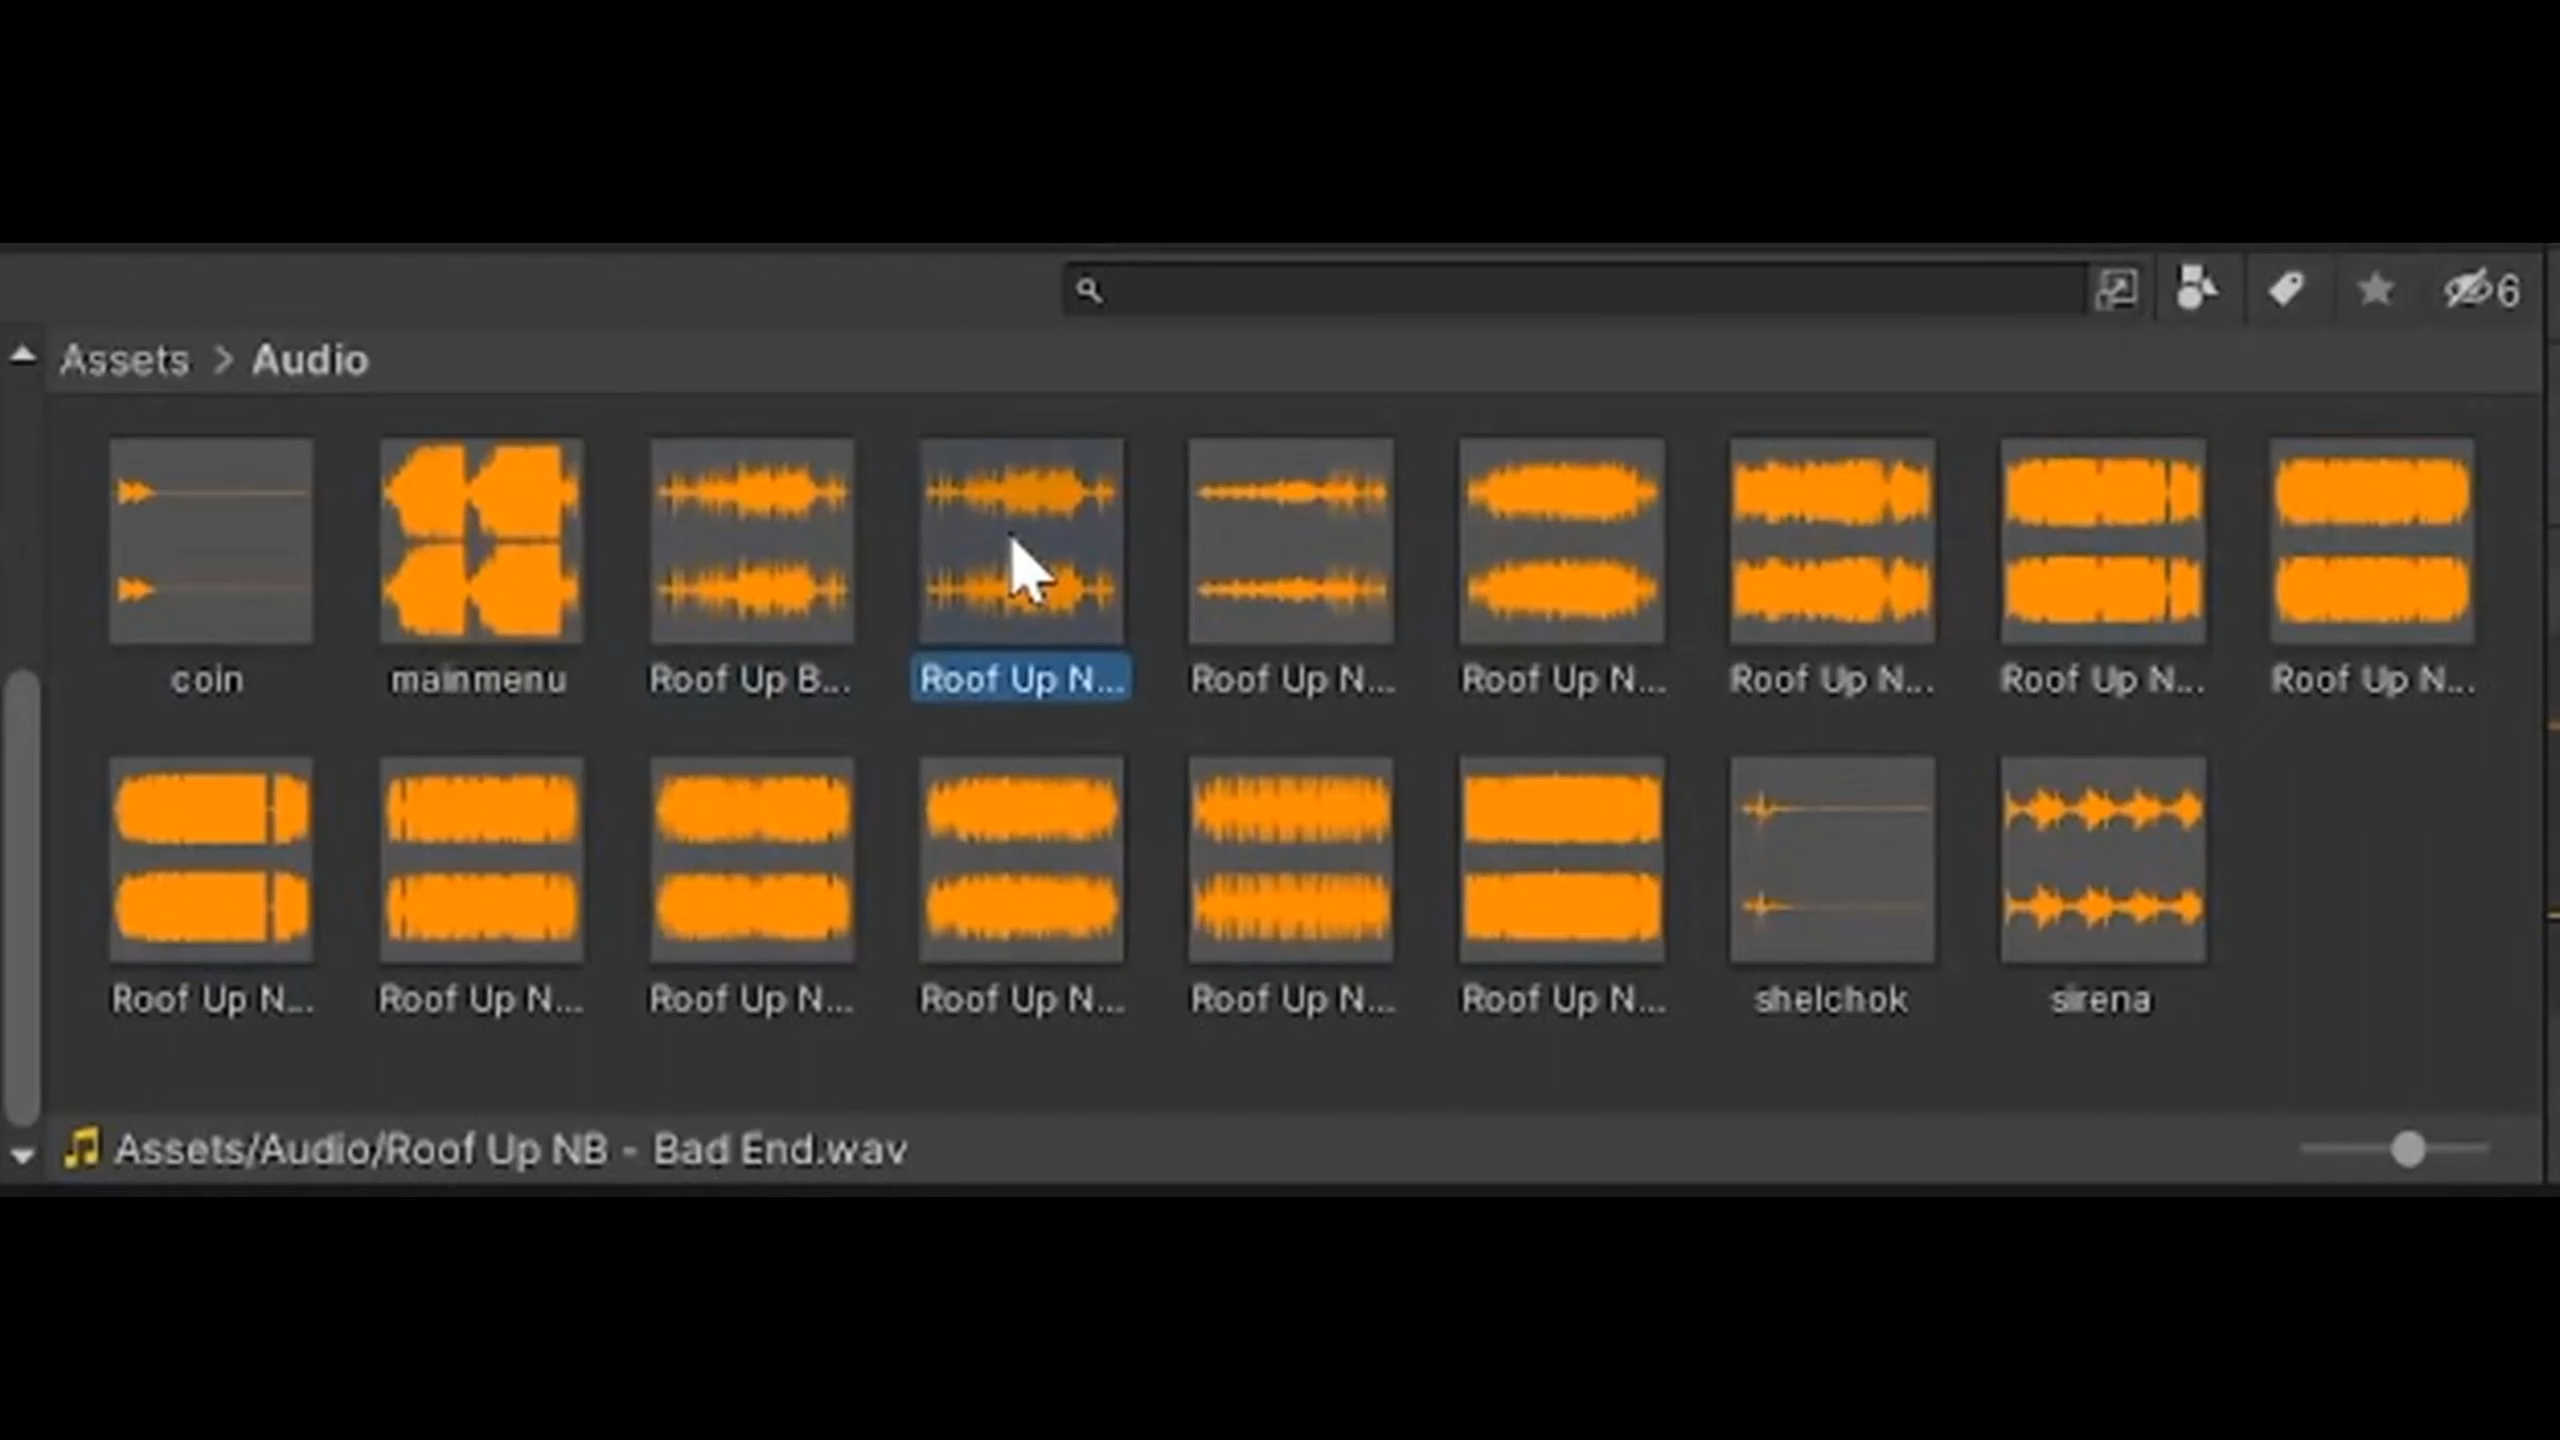 6
Assets > Audio
coin mainmenu Roof Up B... Roof Up N... Roof Up N... Roof Up N... Roof Up N... Roof Up N... Roof Up N...
Roof Up N... Roof Up N... Roof Up N... Roof Up N... Roof Up N... Roof Up N... shelchok sirena
Assets/Audio/Roof Up NB - Bad End.wav